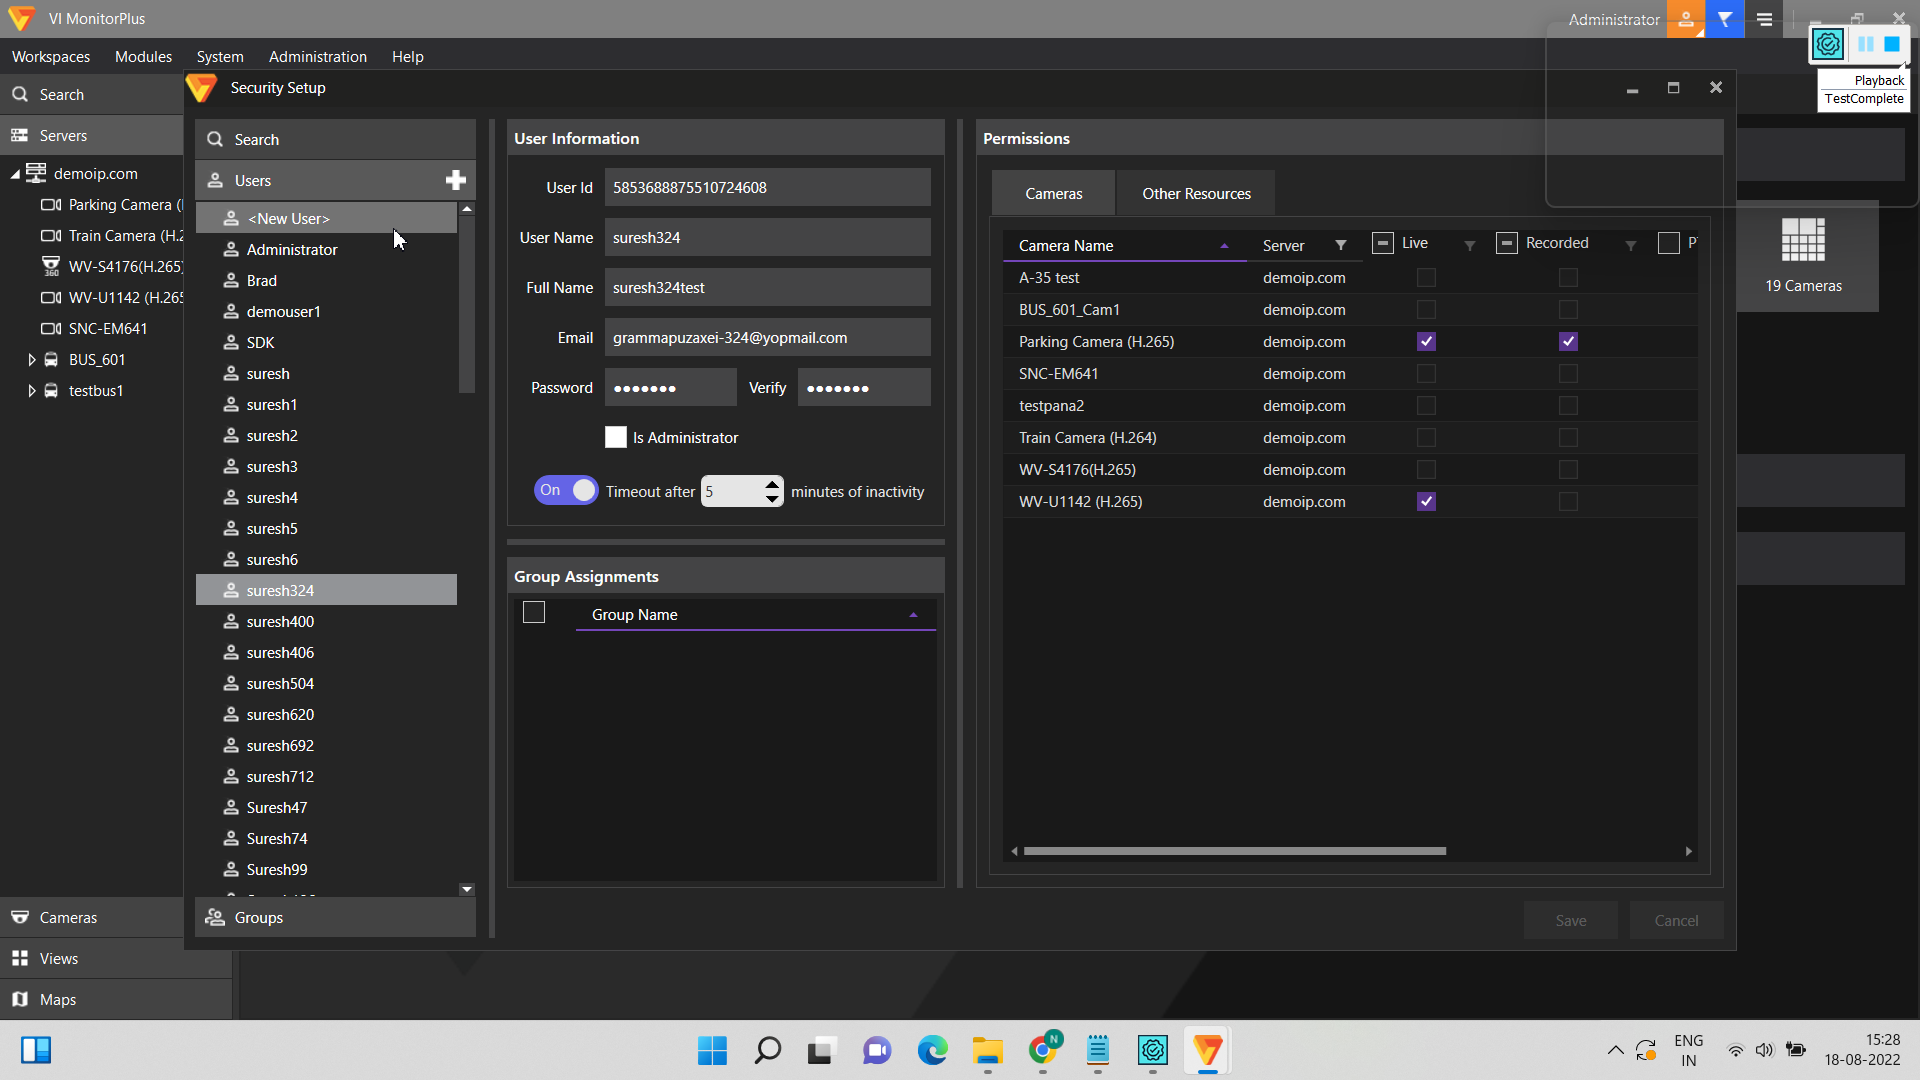 VI MonitorPlus
Administrator
Workspaces Modules System Administration Help
Playback
TestComplete
Search
Servers
demoip.com
Parking Camera (
Train Camera (H.2
WV-S4176(H.265)
WV-U1142 (H.265
SNC-EM641
BUS_601
testbus1
Cameras
Views
Maps
Security Setup
Search
Users
<New User>
Administrator
Brad
demouser1
SDK
suresh
suresh1
suresh2
suresh3
suresh4
suresh5
suresh6
suresh324
suresh400
suresh406
suresh504
suresh620
suresh692
suresh712
Suresh47
Suresh74
Suresh99
Groups
User Information
User Id 5853688875510724608
User Name suresh324
Full Name suresh324test
Email grammapuzaxei-324@yopmail.com
Password ●●●●●●● Verify ●●●●●●●
Is Administrator
On Timeout after 5 minutes of inactivity
Group Assignments
Group Name
Permissions
Cameras Other Resources
Camera Name Server Live Recorded
A-35 test demoip.com
BUS_601_Cam1 demoip.com
Parking Camera (H.265) demoip.com
SNC-EM641 demoip.com
testpana2 demoip.com
Train Camera (H.264) demoip.com
WV-S4176(H.265) demoip.com
WV-U1142 (H.265) demoip.com
Save Cancel
19 Cameras
360
N
ENG
IN
15:28
18-08-2022